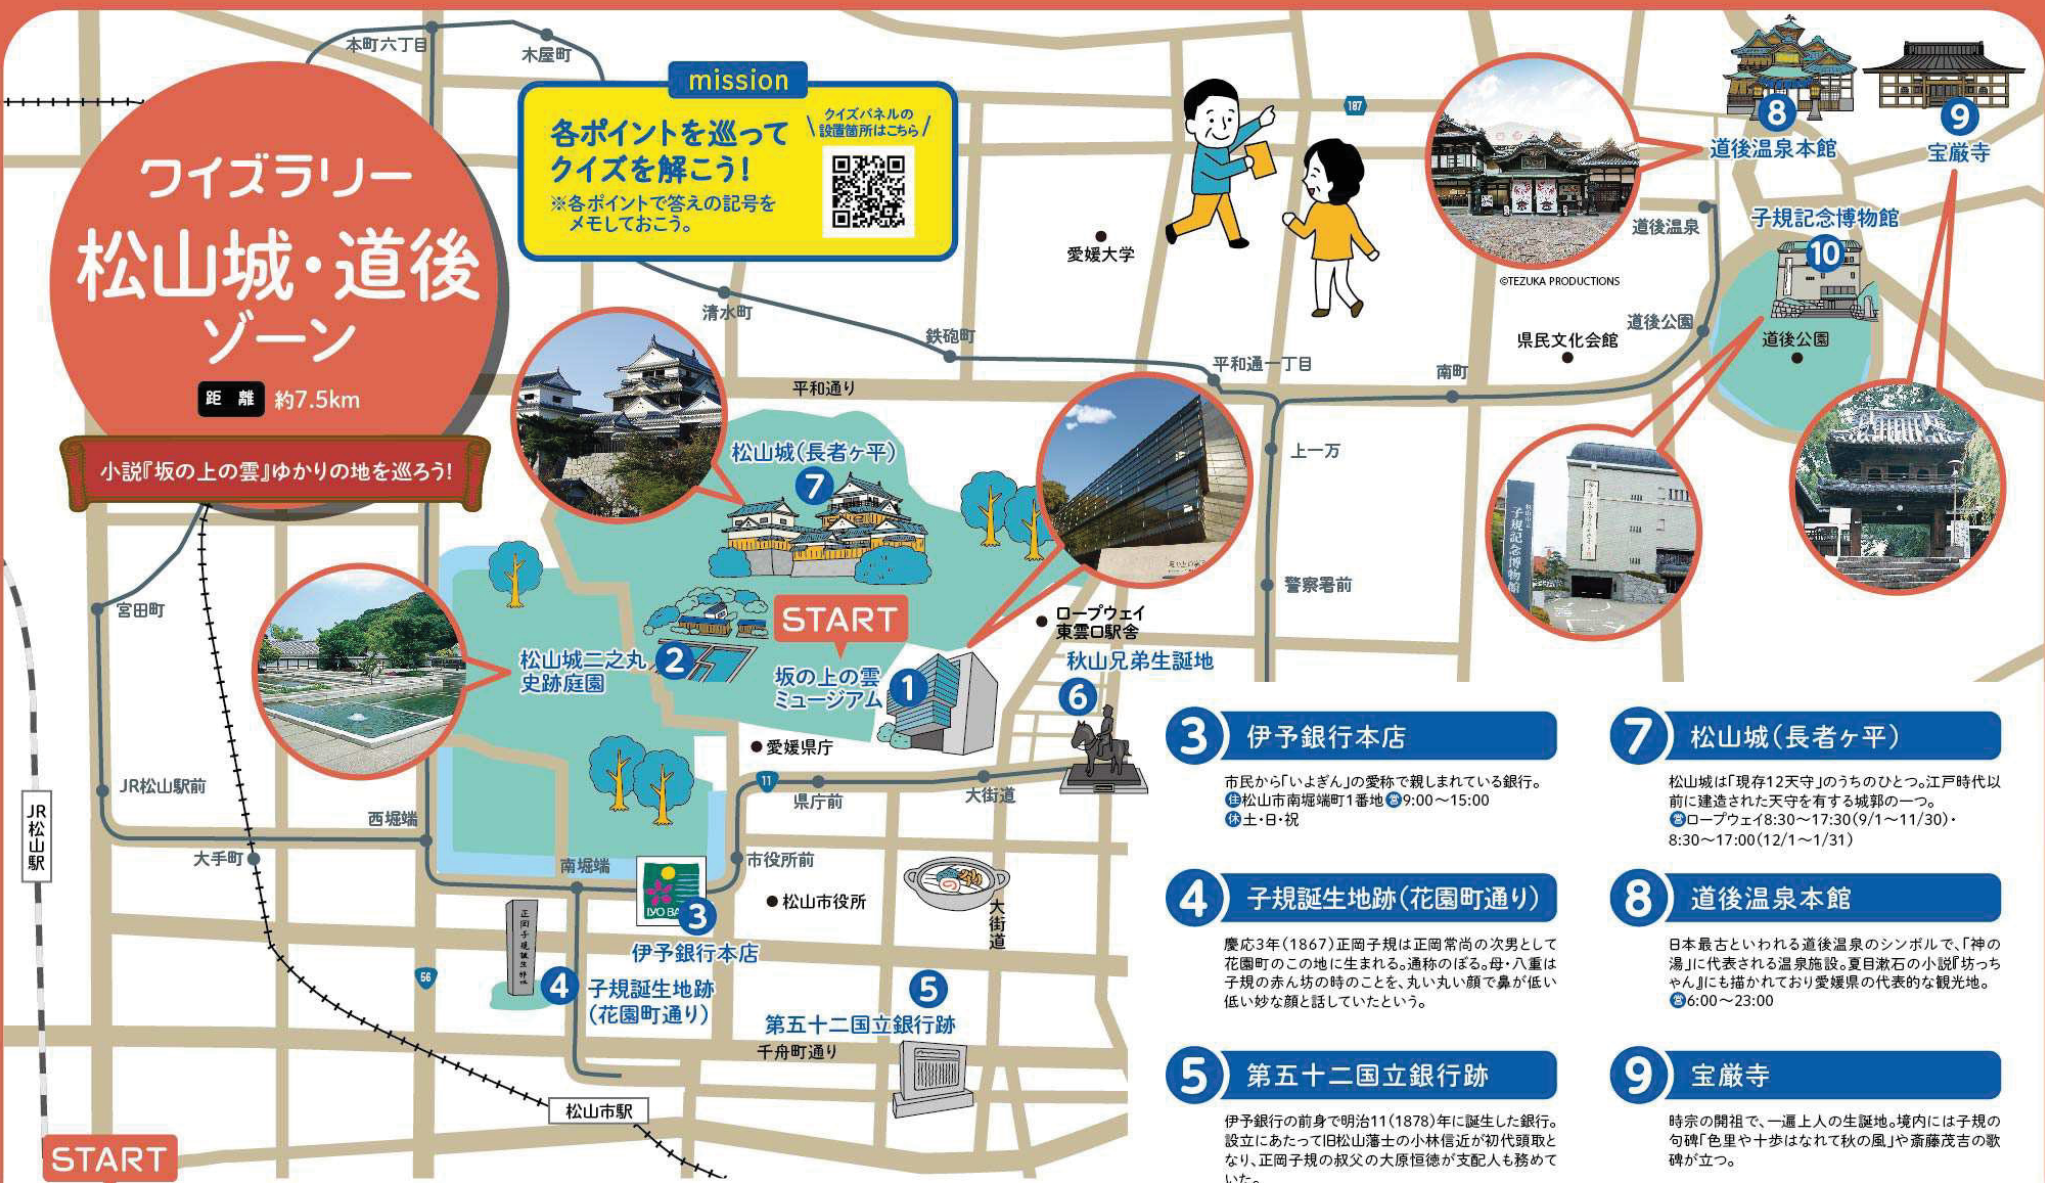 本町六丁目
木屋町
mission
各ポイントを巡って
クイズを解こう!
※各ポイントで答えの記号を
メモしておこう。
クイズパネルの
設置箇所はこちら
ワイズラリー
松山城・道後
ゾーン
距離 約7.5km
小説『坂の上の雲』ゆかりの地を巡ろう!
187
8
道後温泉本館
9
宝厳寺
©TEZUKA PRODUCTIONS
道後温泉
子規記念博物館
10
道後公園
道後公園
県民文化会館
愛媛大学
清水町
鉄砲町
平和通一丁目
南町
平和通り
上一万
警察署前
松山城(長者ヶ平)
7
START
坂の上の雲
ミュージアム
1
松山城二之丸
史跡庭園
2
ロープウェイ
東雲口駅舎
秋山兄弟生誕地
6
子規記念博物館
宮田町
JR松山駅前
JR松山駅
大手町
西堀端
南堀端
愛媛県庁
11
県庁前
大街道
市役所前
松山市役所
大街道
IYO BA
3
伊予銀行本店
正岡子規誕生
4
子規誕生地跡
(花園町通り)
56
5
第五十二国立銀行跡
千舟町通り
松山市駅
START
3 伊予銀行本店
市民から「いよぎん」の愛称で親しまれている銀行。
住松山市南堀端町1番地 営9:00~15:00
休土・日・祝
4 子規誕生地跡(花園町通り)
慶応3年(1867)正岡子規は正岡常尚の次男として
花園町のこの地に生まれる。通称のぼる。母・八重は
子規の赤ん坊の時のことを、丸い丸い顔で鼻が低い
低い妙な顔と話していたという。
5 第五十二国立銀行跡
伊予銀行の前身で明治11(1878)年に誕生した銀行。
設立にあたって旧松山藩士の小林信近が初代頭取と
なり、正岡子規の叔父の大原恒徳が支配人も務めて
いた。
7 松山城(長者ヶ平)
松山城は「現存12天守」のうちのひとつ。江戸時代以
前に建造された天守を有する城郭の一つ。
営ロープウェイ8:30~17:30(9/1~11/30)・
8:30~17:00(12/1~1/31)
8 道後温泉本館
日本最古といわれる道後温泉のシンボルで、「神の
湯」に代表される温泉施設。夏目漱石の小説『坊っち
ゃん』にも描かれており愛媛県の代表的な観光地。
営6:00~23:00
9 宝厳寺
時宗の開祖で、一遍上人の生誕地。境内には子規の
句碑「色里や十歩はなれて秋の風」や斎藤茂吉の歌
碑が立つ。